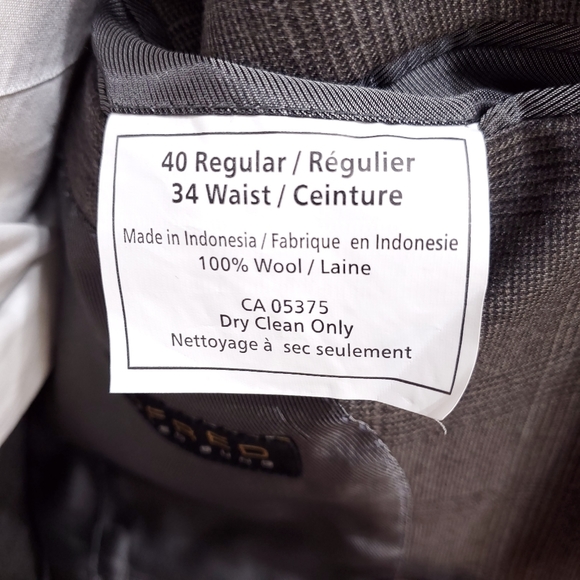 40 Regular / Régulier
34 Waist / Ceinture
Made in Indonesia / Fabrique en Indonesie
100% Wool / Laine
CA 05375
Dry Clean Only
Nettoyage à sec seulement
FRED